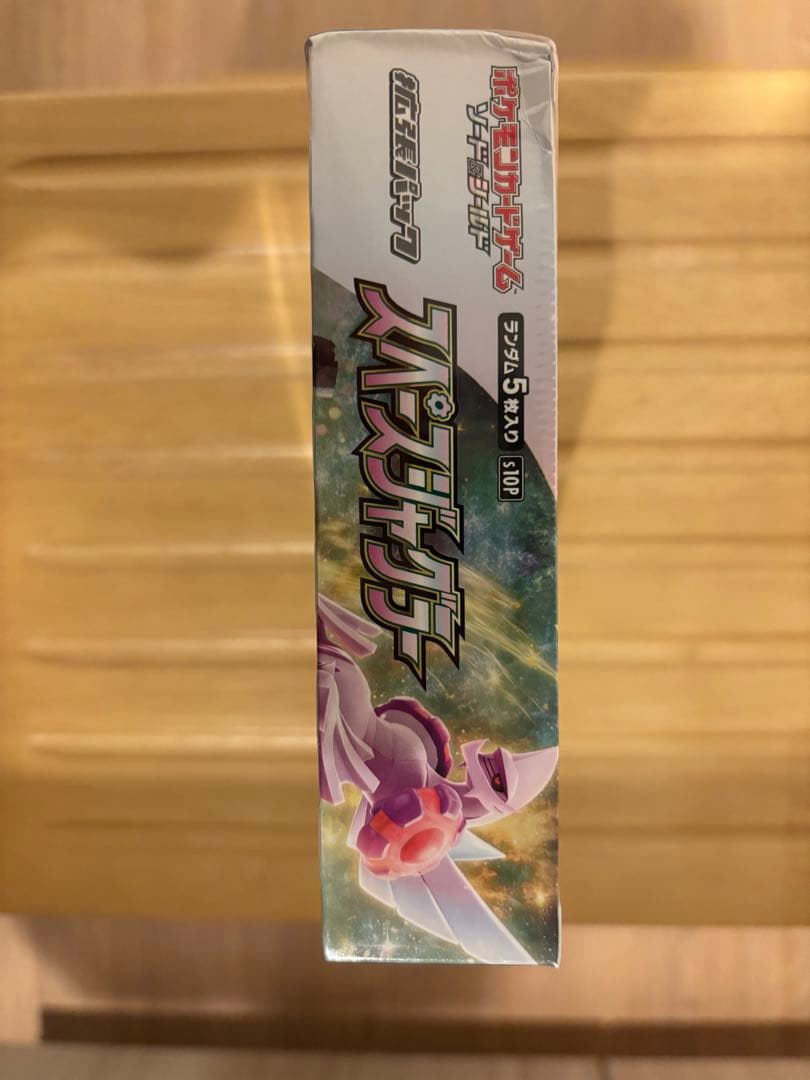 ポケモンカードゲーム
ソード&シールド
拡張パック
ランダム5枚入り
S10P
スペースジャグラー